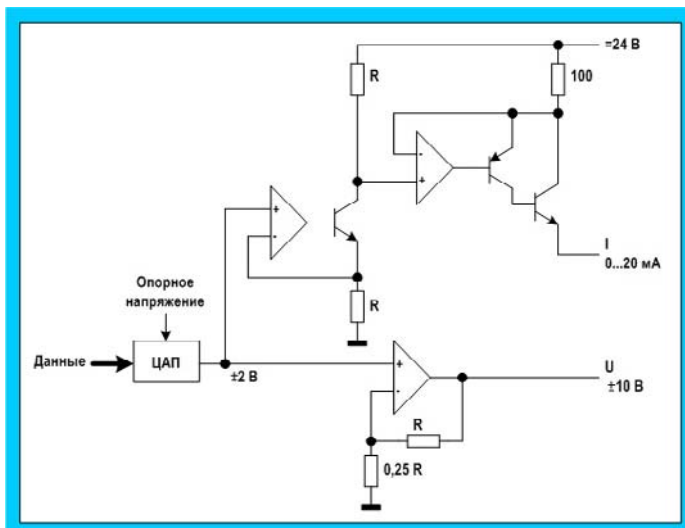 =24 В
R
100
-
+
+
-
I
0...20 мА
R
Опорное
напряжение
Данные
ЦАП
±2 В
+
-
U
±10 В
R
0,25 R